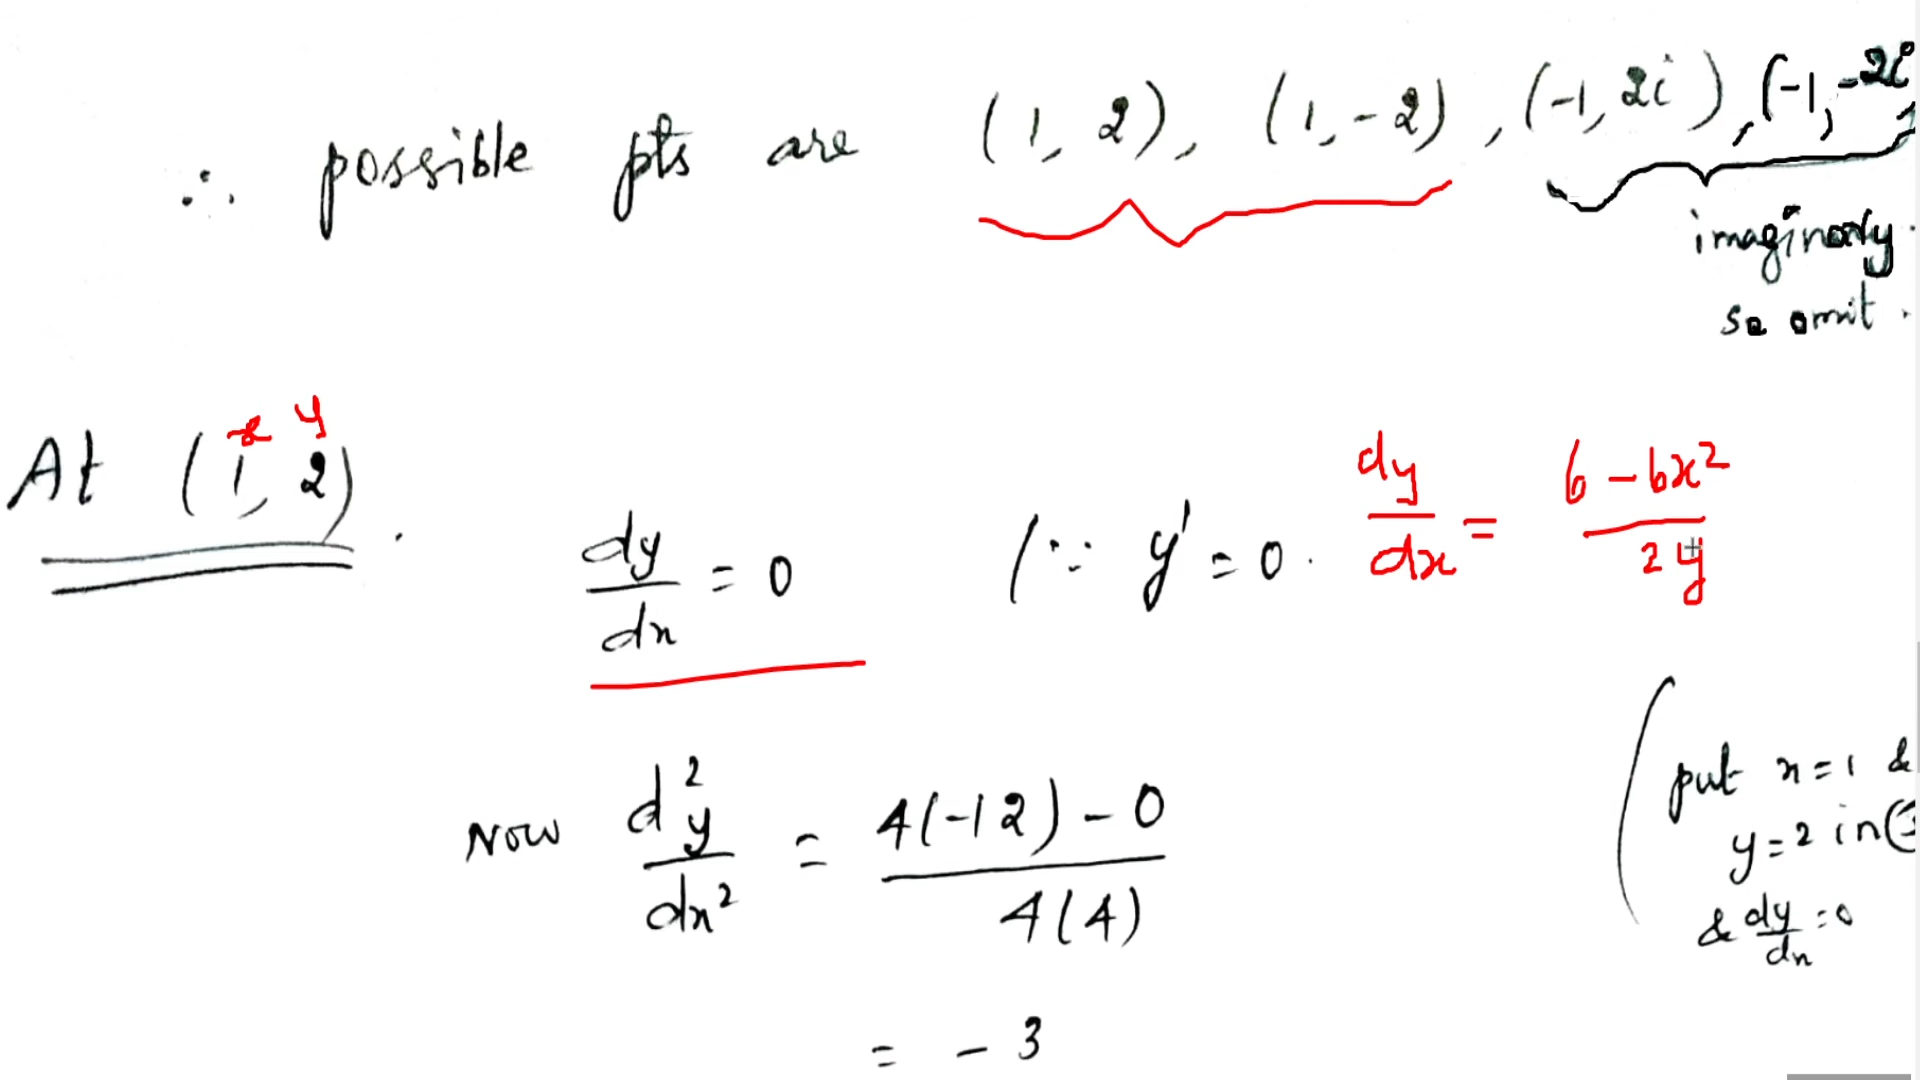 ∴ possible pts are (1, 2), (1, -2), (-1, 2i), (-1, -2i
imaginary.
so omit.
x y
At (1, 2).
dy/dx = 0 (∵ y' = 0. dy/dx = 6 - 6x²/2y
(put x = 1 &
y = 2 in
& dy/dx = 0
Now d²y/dx² = 4(-12) - 0/4(4)
= -3